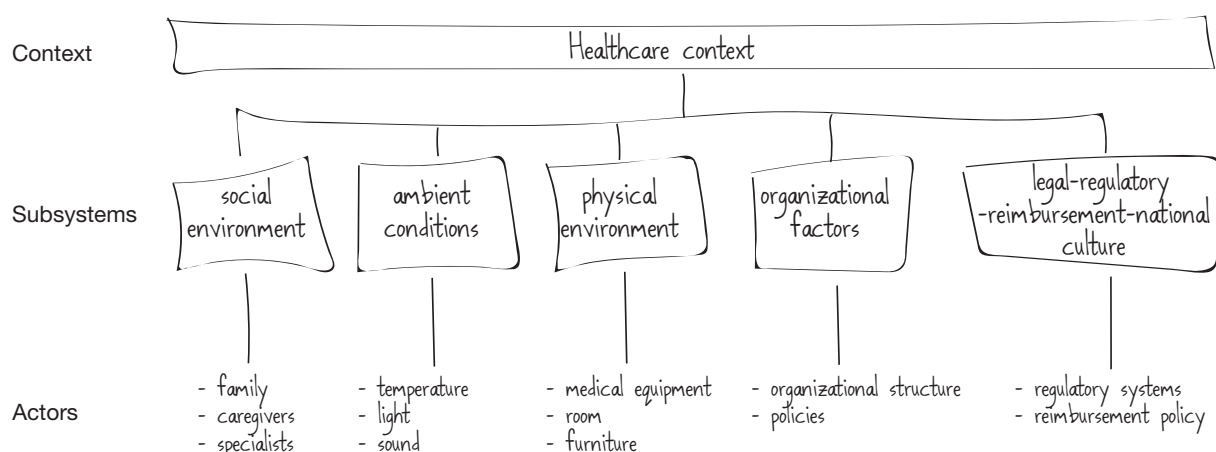 Context
Healthcare context
Subsystems
social
environment
ambient
conditions
physical
environment
organizational
factors
legal-regulatory
-reimbursement-national
culture
Actors
- family
- caregivers
- specialists
- temperature
- light
- sound
- medical equipment
- room
- furniture
- organizational structure
- policies
- regulatory systems
- reimbursement policy